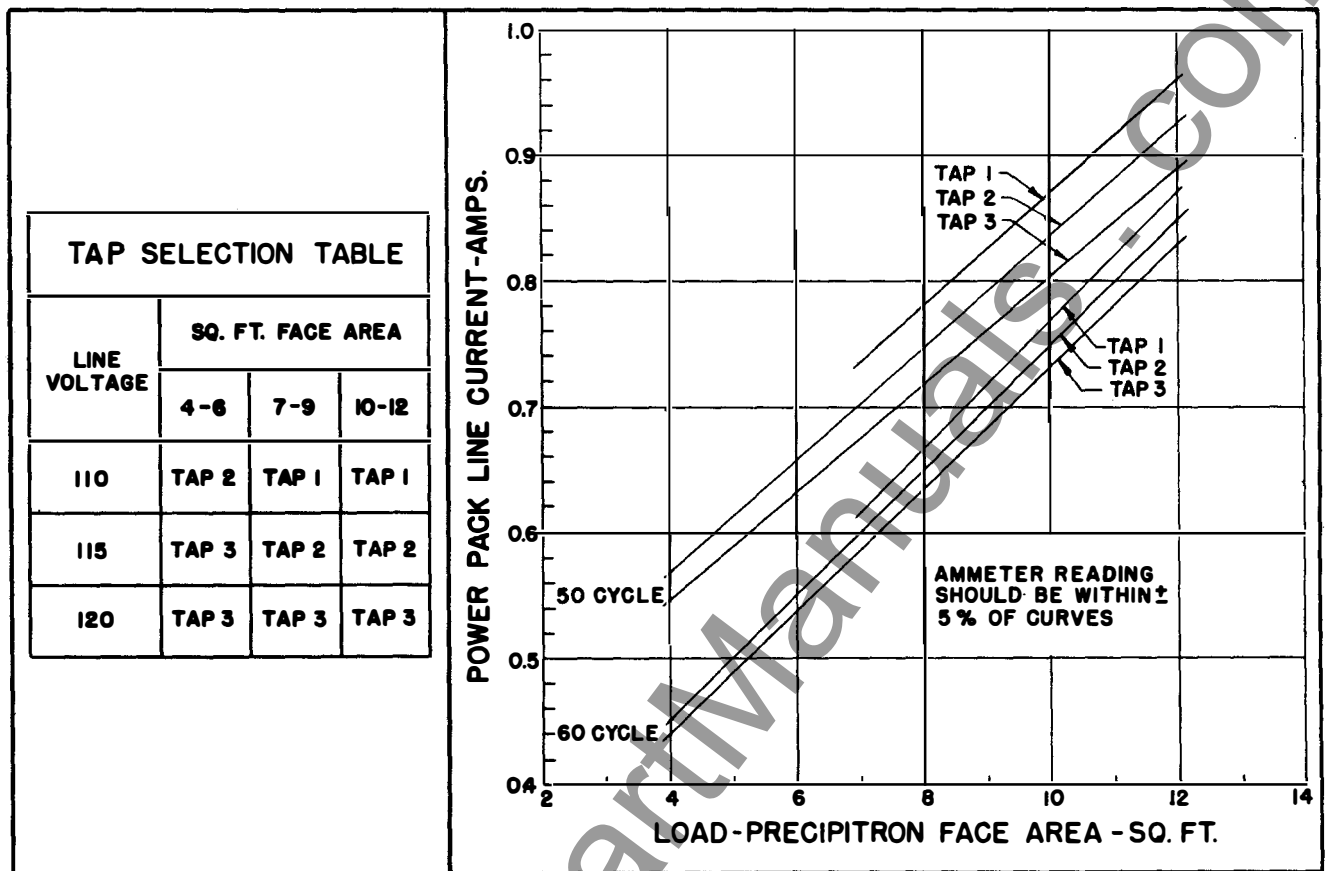 TAP SELECTION TABLE
LINE VOLTAGE
SQ. FT. FACE AREA
4-6 7-9 10-12
110 TAP 2 TAP 1 TAP 1
115 TAP 3 TAP 2 TAP 2
120 TAP 3 TAP 3 TAP 3
POWER PACK LINE CURRENT-AMPS.
1.0
0.9
0.8
0.7
0.6
0.5
0.4
TAP 1
TAP 2
TAP 3
TAP 1
TAP 2
TAP 3
50 CYCLE
60 CYCLE
AMMETER READING
SHOULD BE WITHIN ±
5 % OF CURVES
2 4 6 8 10 12 14
LOAD-PRECIPITRON FACE AREA - SQ. FT.
artManuals.com